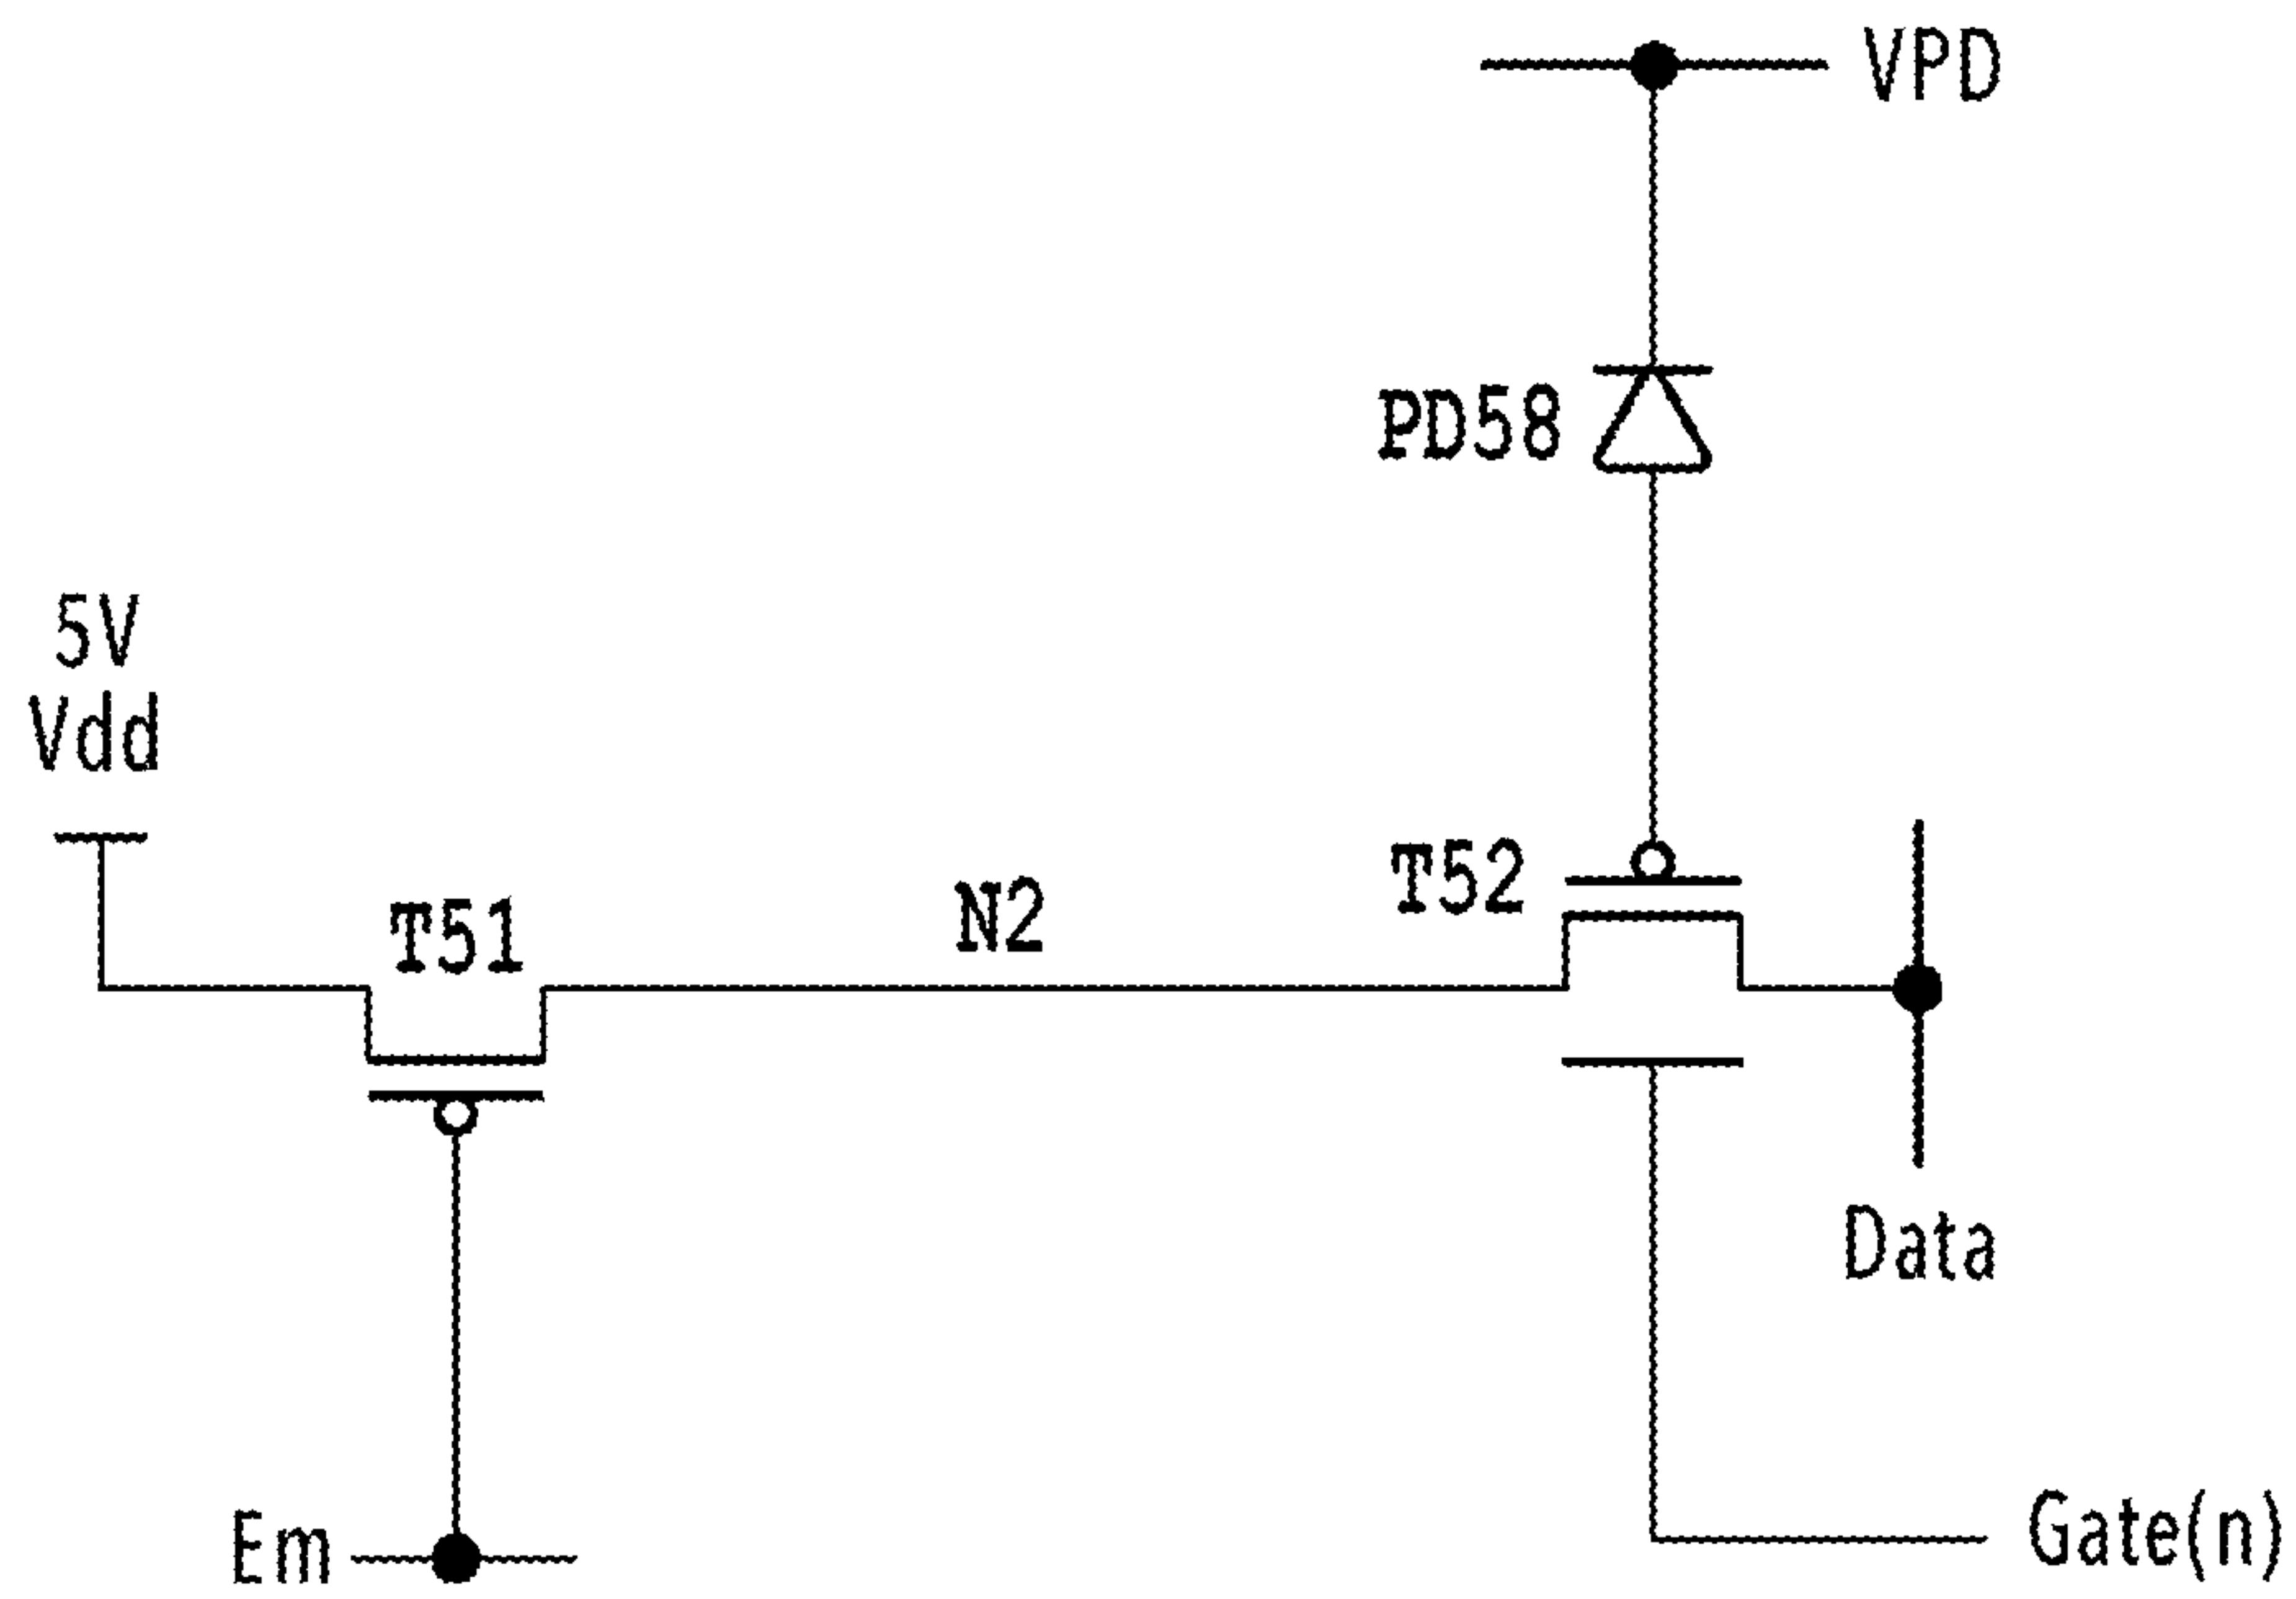 VPD
PD58
5V
Vdd
T51
N2
T52
Data
Em
Gate(n)